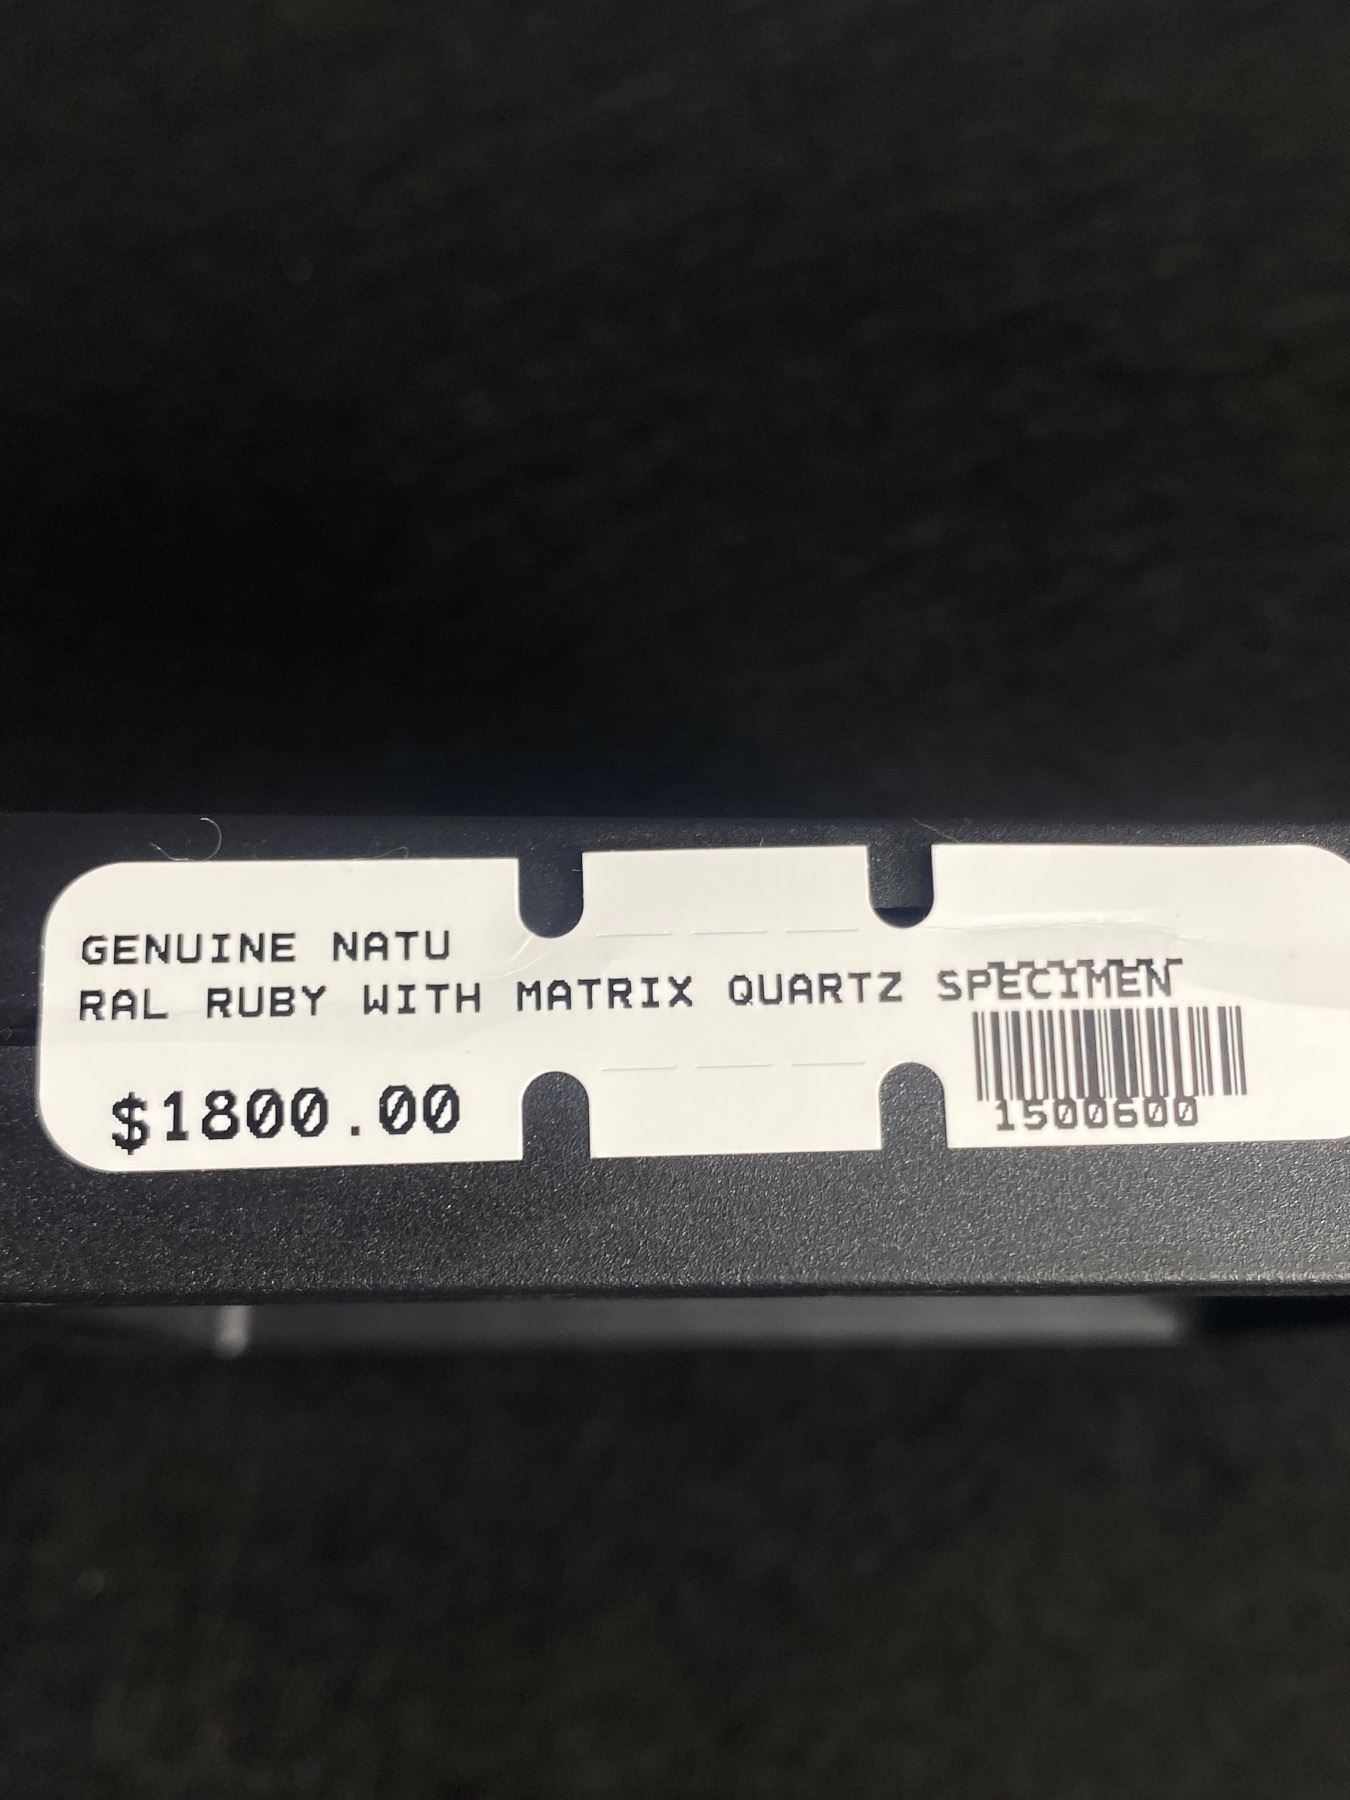 GENUINE NATU
RAL RUBY WITH MATRIX QUARTZ SPECIMEN
$1800.00
1500600